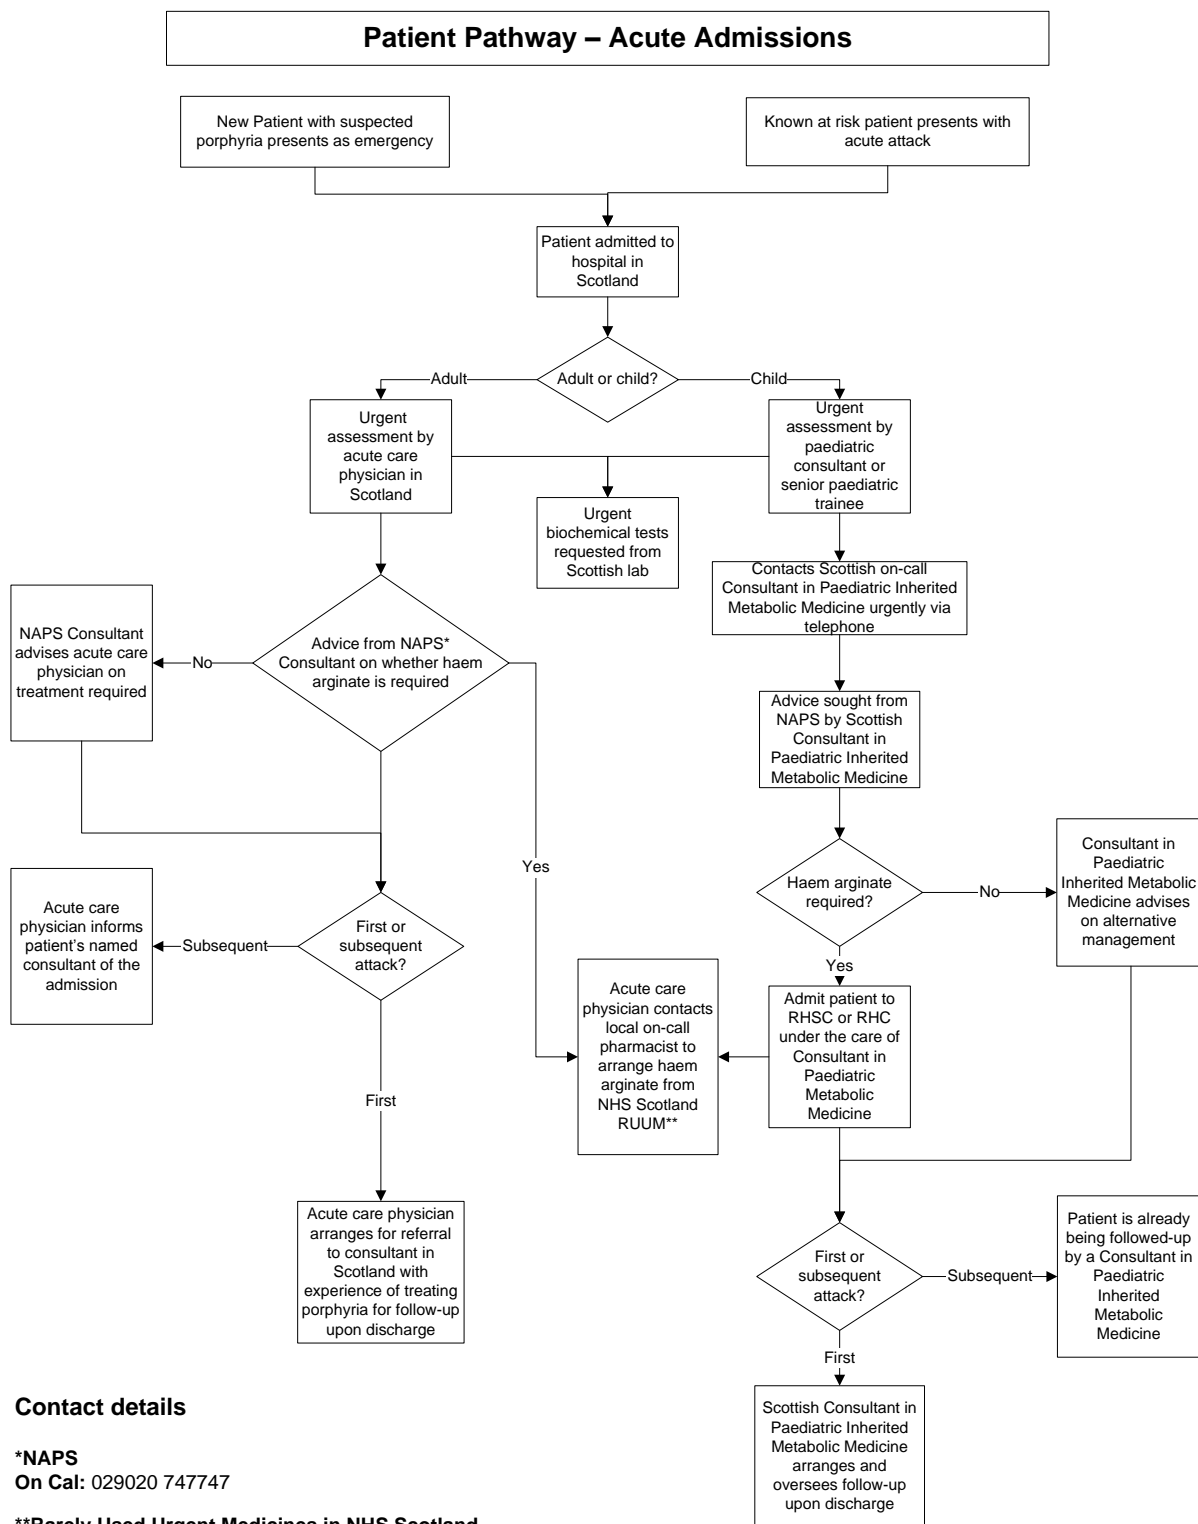 Patient Pathway – Acute Admissions
New Patient with suspected
porphyria presents as emergency
Known at risk patient presents with
acute attack
Patient admitted to
hospital in
Scotland
Adult or child?
Adult
Child
Urgent
assessment by
acute care
physician in
Scotland
Urgent
assessment by
paediatric
consultant or
senior paediatric
trainee
Urgent
biochemical tests
requested from
Scottish lab
Contacts Scottish on-call
Consultant in Paediatric Inherited
Metabolic Medicine urgently via
telephone
NAPS Consultant
advises acute care
physician on
treatment required
No
Advice from NAPS*
Consultant on whether haem
arginate is required
Advice sought from
NAPS by Scottish
Consultant in
Paediatric Inherited
Metabolic Medicine
Yes
Haem arginate
required?
No
Consultant in
Paediatric
Inherited Metabolic
Medicine advises
on alternative
management
Acute care
physician informs
patient's named
consultant of the
admission
Subsequent
First or
subsequent
attack?
Yes
Acute care
physician contacts
local on-call
pharmacist to
arrange haem
arginate from
NHS Scotland
RUUM**
Admit patient to
RHSC or RHC
under the care of
Consultant in
Paediatric
Metabolic
Medicine
First
Acute care physician
arranges for referral
to consultant in
Scotland with
experience of treating
porphyria for follow-up
upon discharge
First or
subsequent
attack?
Subsequent
Patient is already
being followed-up
by a Consultant in
Paediatric
Inherited
Metabolic
Medicine
First
Scottish Consultant in
Paediatric Inherited
Metabolic Medicine
arranges and
oversees follow-up
upon discharge
Contact details
*NAPS
On Cal: 029020 747747
**Rarely Used Urgent Medicines in NHS Scotland